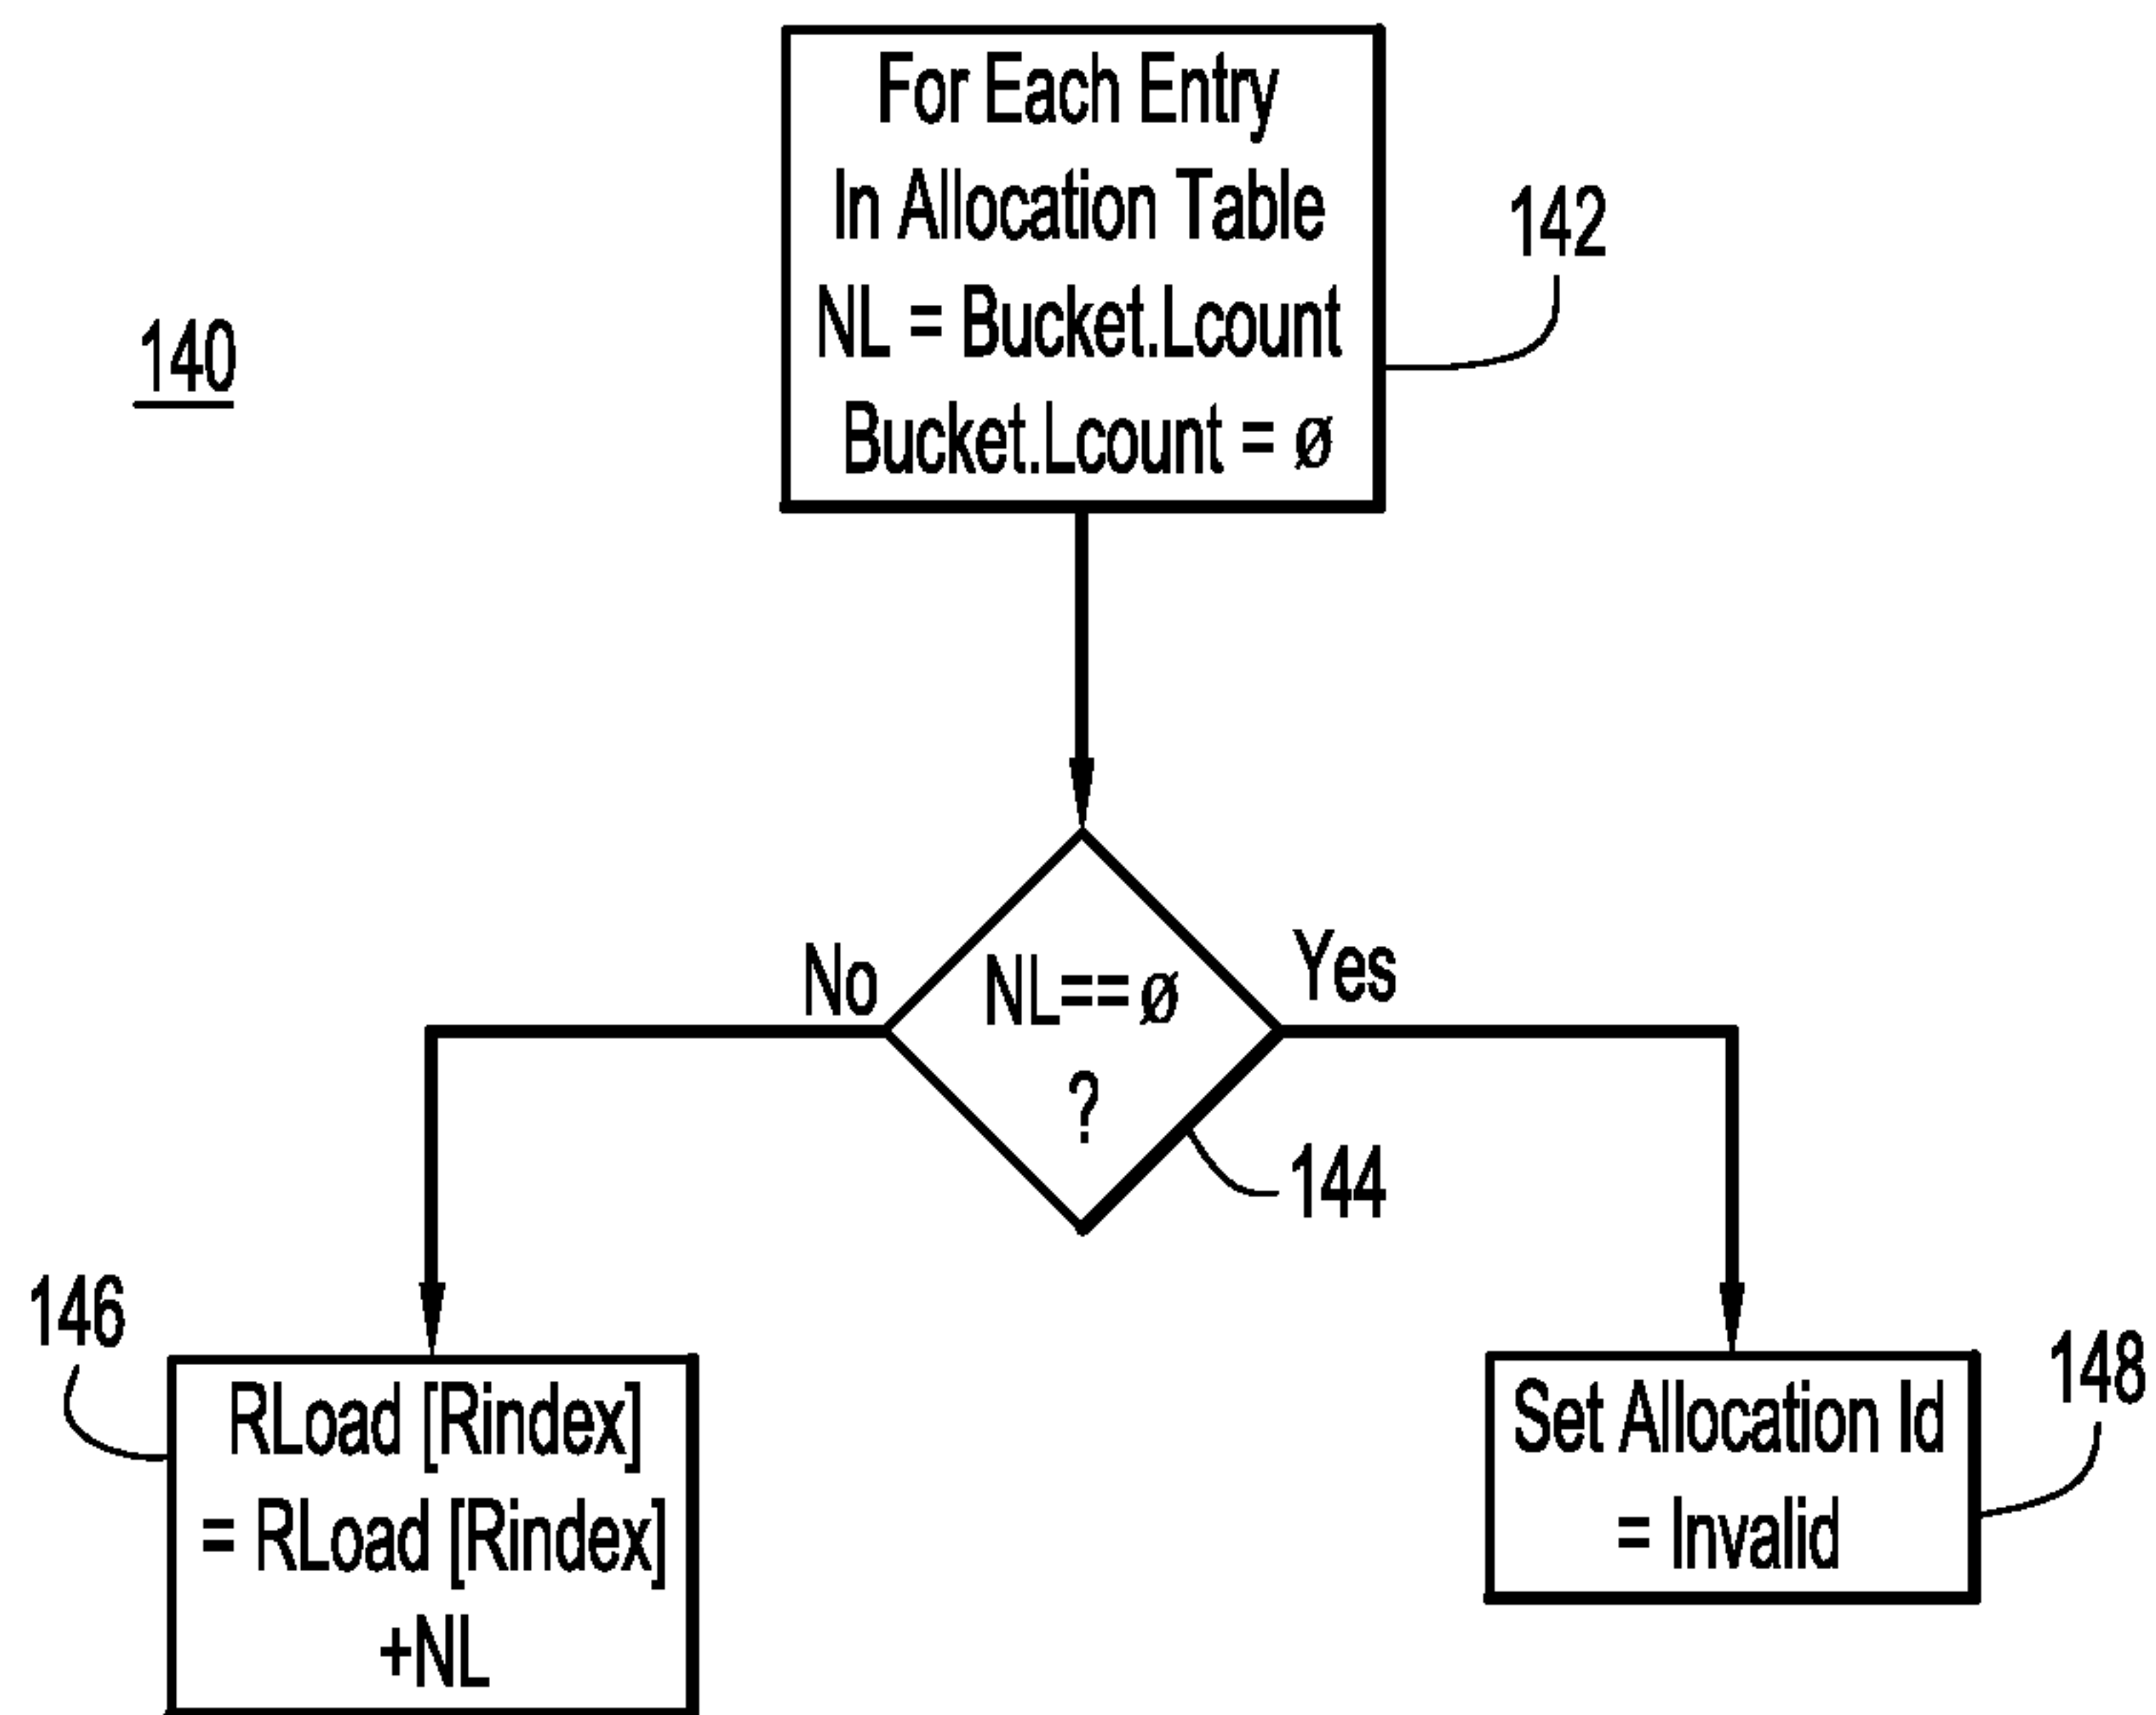 For Each Entry
In Allocation Table
NL = Bucket.Lcount
Bucket.Lcount = ø
142
140
No
NL==ø
?
Yes
144
146
RLoad [Rindex]
= RLoad [Rindex]
+NL
148
Set Allocation Id
= Invalid